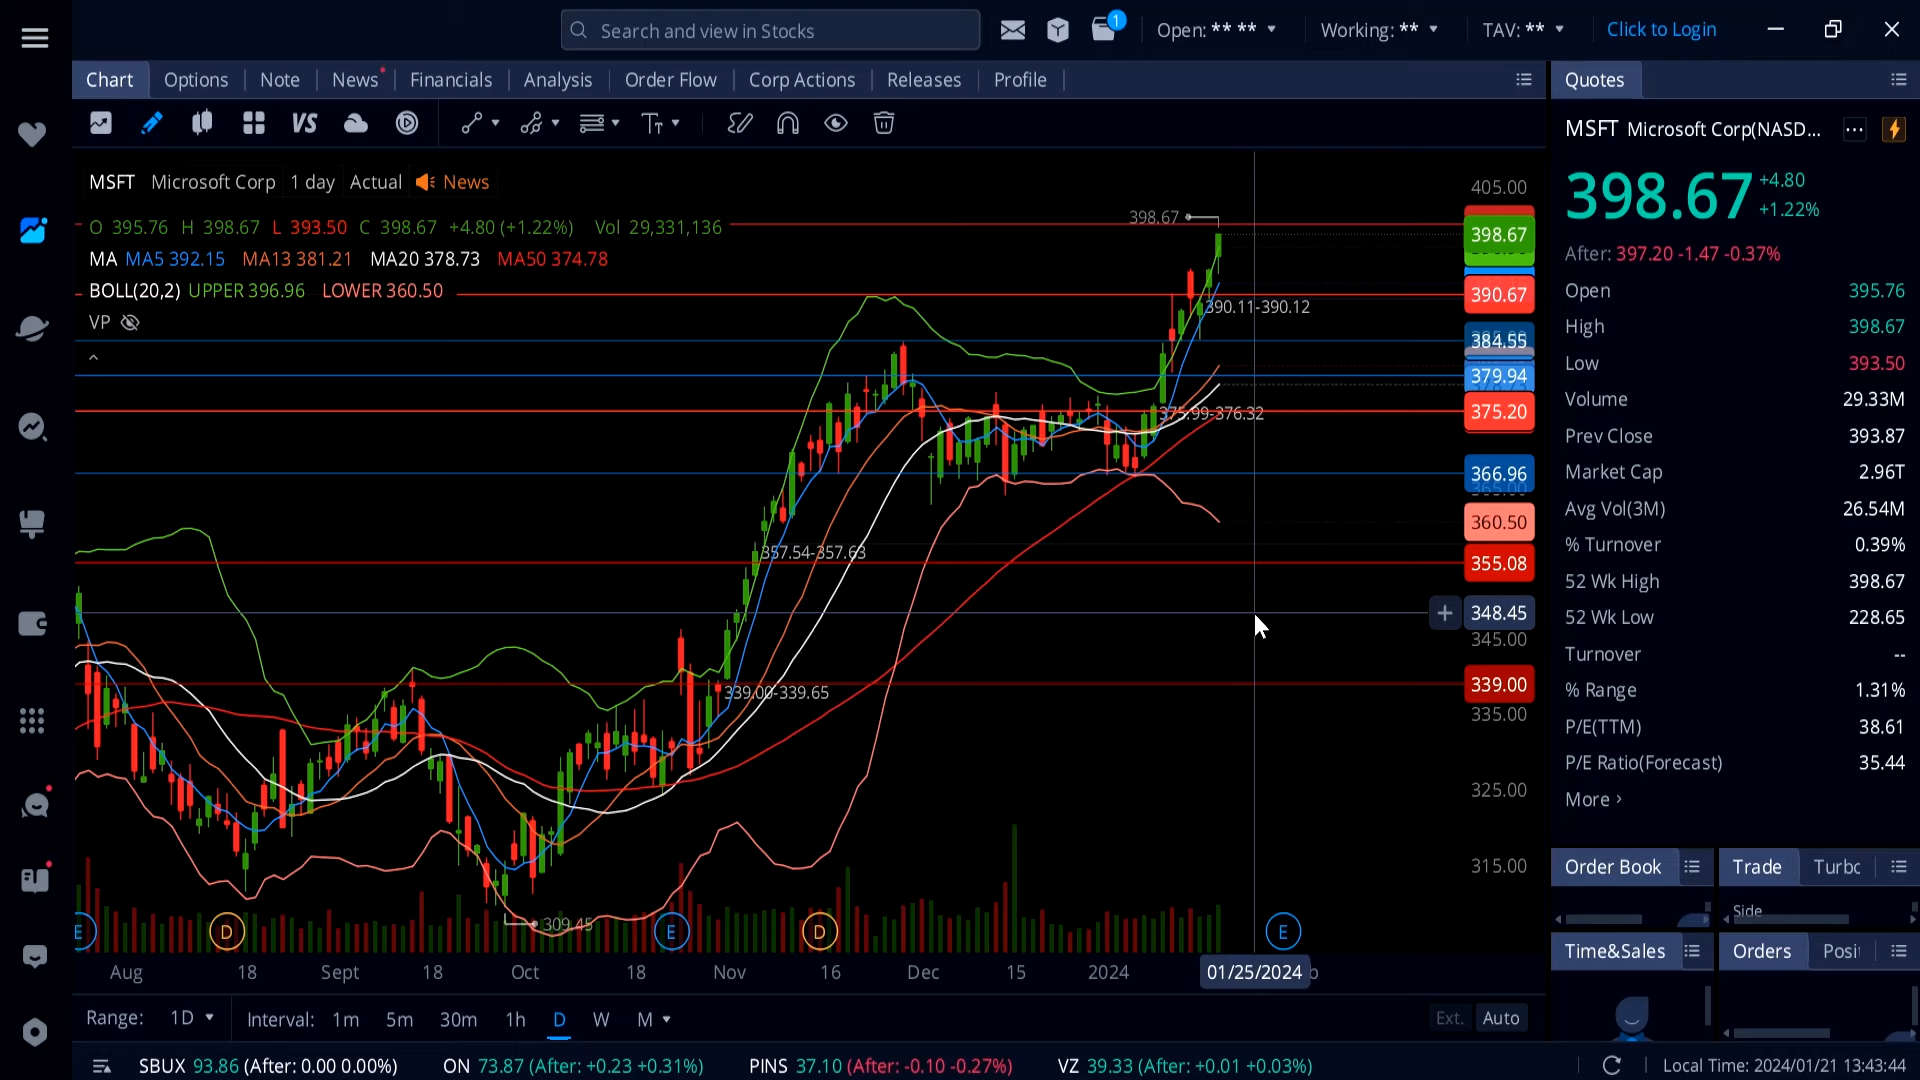 Search and view in Stocks
1
Open: ** **
Working: **
TAV: **
Click to Login
Chart Options Note News Financials Analysis Order Flow Corp Actions Releases Profile
Quotes
VS
MSFT Microsoft Corp(NASD...
MSFT Microsoft Corp 1 day Actual News
O 395.76 H 398.67 L 393.50 C 398.67 +4.80 (+1.22%) Vol 29,331,136
MA MA5 392.15 MA13 381.21 MA20 378.73 MA50 374.78
BOLL(20,2) UPPER 396.96 LOWER 360.50
VP
398.67
390.11-390.12
375.99-376.32
357.54-357.63
339.00-339.65
309.45
405.00
398.67
390.67
384.55
379.94
375.20
366.96
365.00
360.50
355.08
348.45
345.00
339.00
335.00
325.00
315.00
E D E D E
Aug 18 Sept 18 Oct 18 Nov 16 Dec 15 2024 01/25/2024 b
Range: 1D Interval: 1m 5m 30m 1h D W M
Ext. Auto
398.67
+4.80
+1.22%
After: 397.20 -1.47 -0.37%
Open 395.76
High 398.67
Low 393.50
Volume 29.33M
Prev Close 393.87
Market Cap 2.96T
Avg Vol(3M) 26.54M
% Turnover 0.39%
52 Wk High 398.67
52 Wk Low 228.65
Turnover --
% Range 1.31%
P/E(TTM) 38.61
P/E Ratio(Forecast) 35.44
More
Order Book
Trade Turbo
Side
Time&Sales
Orders Posit
SBUX 93.86 (After: 0.00 0.00%) ON 73.87 (After: +0.23 +0.31%) PINS 37.10 (After: -0.10 -0.27%) VZ 39.33 (After: +0.01 +0.03%)
Local Time: 2024/01/21 13:43:44